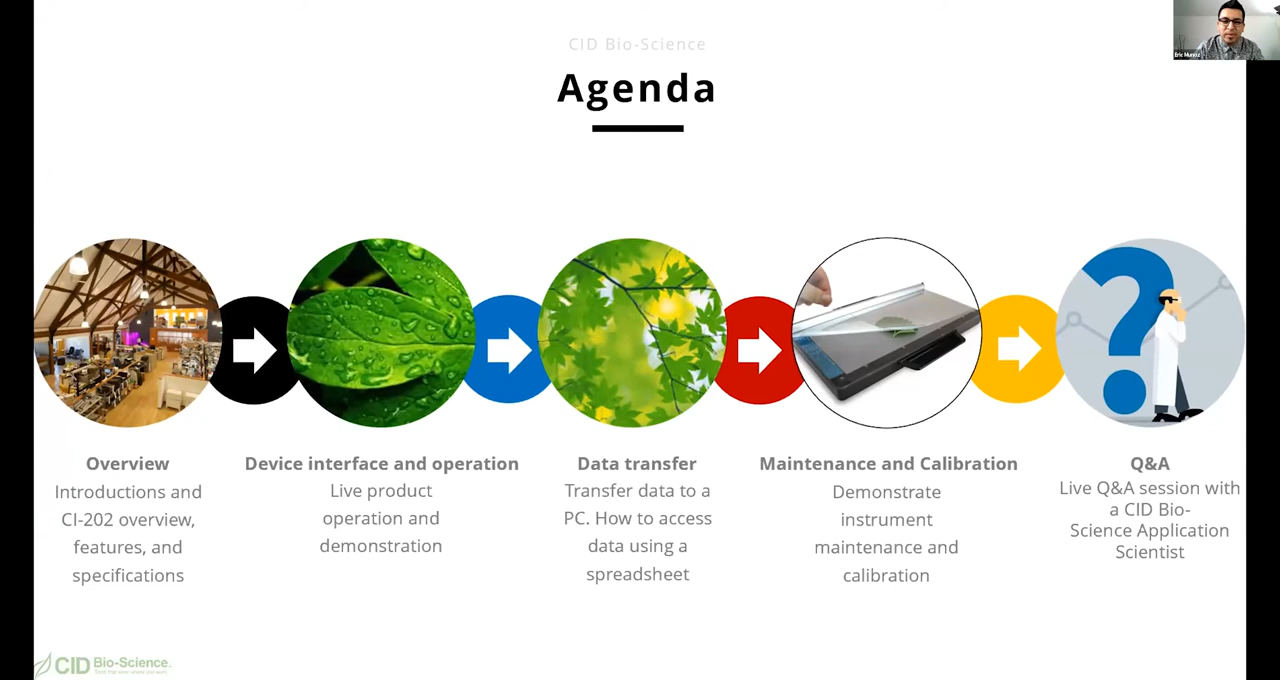 CID Bio-Science
Agenda
Eric Munoz
Overview
Introductions and
CI-202 overview,
features, and
specifications
Device interface and operation
Live product
operation and
demonstration
Data transfer
Transfer data to a
PC. How to access
data using a
spreadsheet
Maintenance and Calibration
Demonstrate
instrument
maintenance and
calibration
Q&A
Live Q&A session with
a CID Bio-
Science Application
Scientist
CID Bio-Science